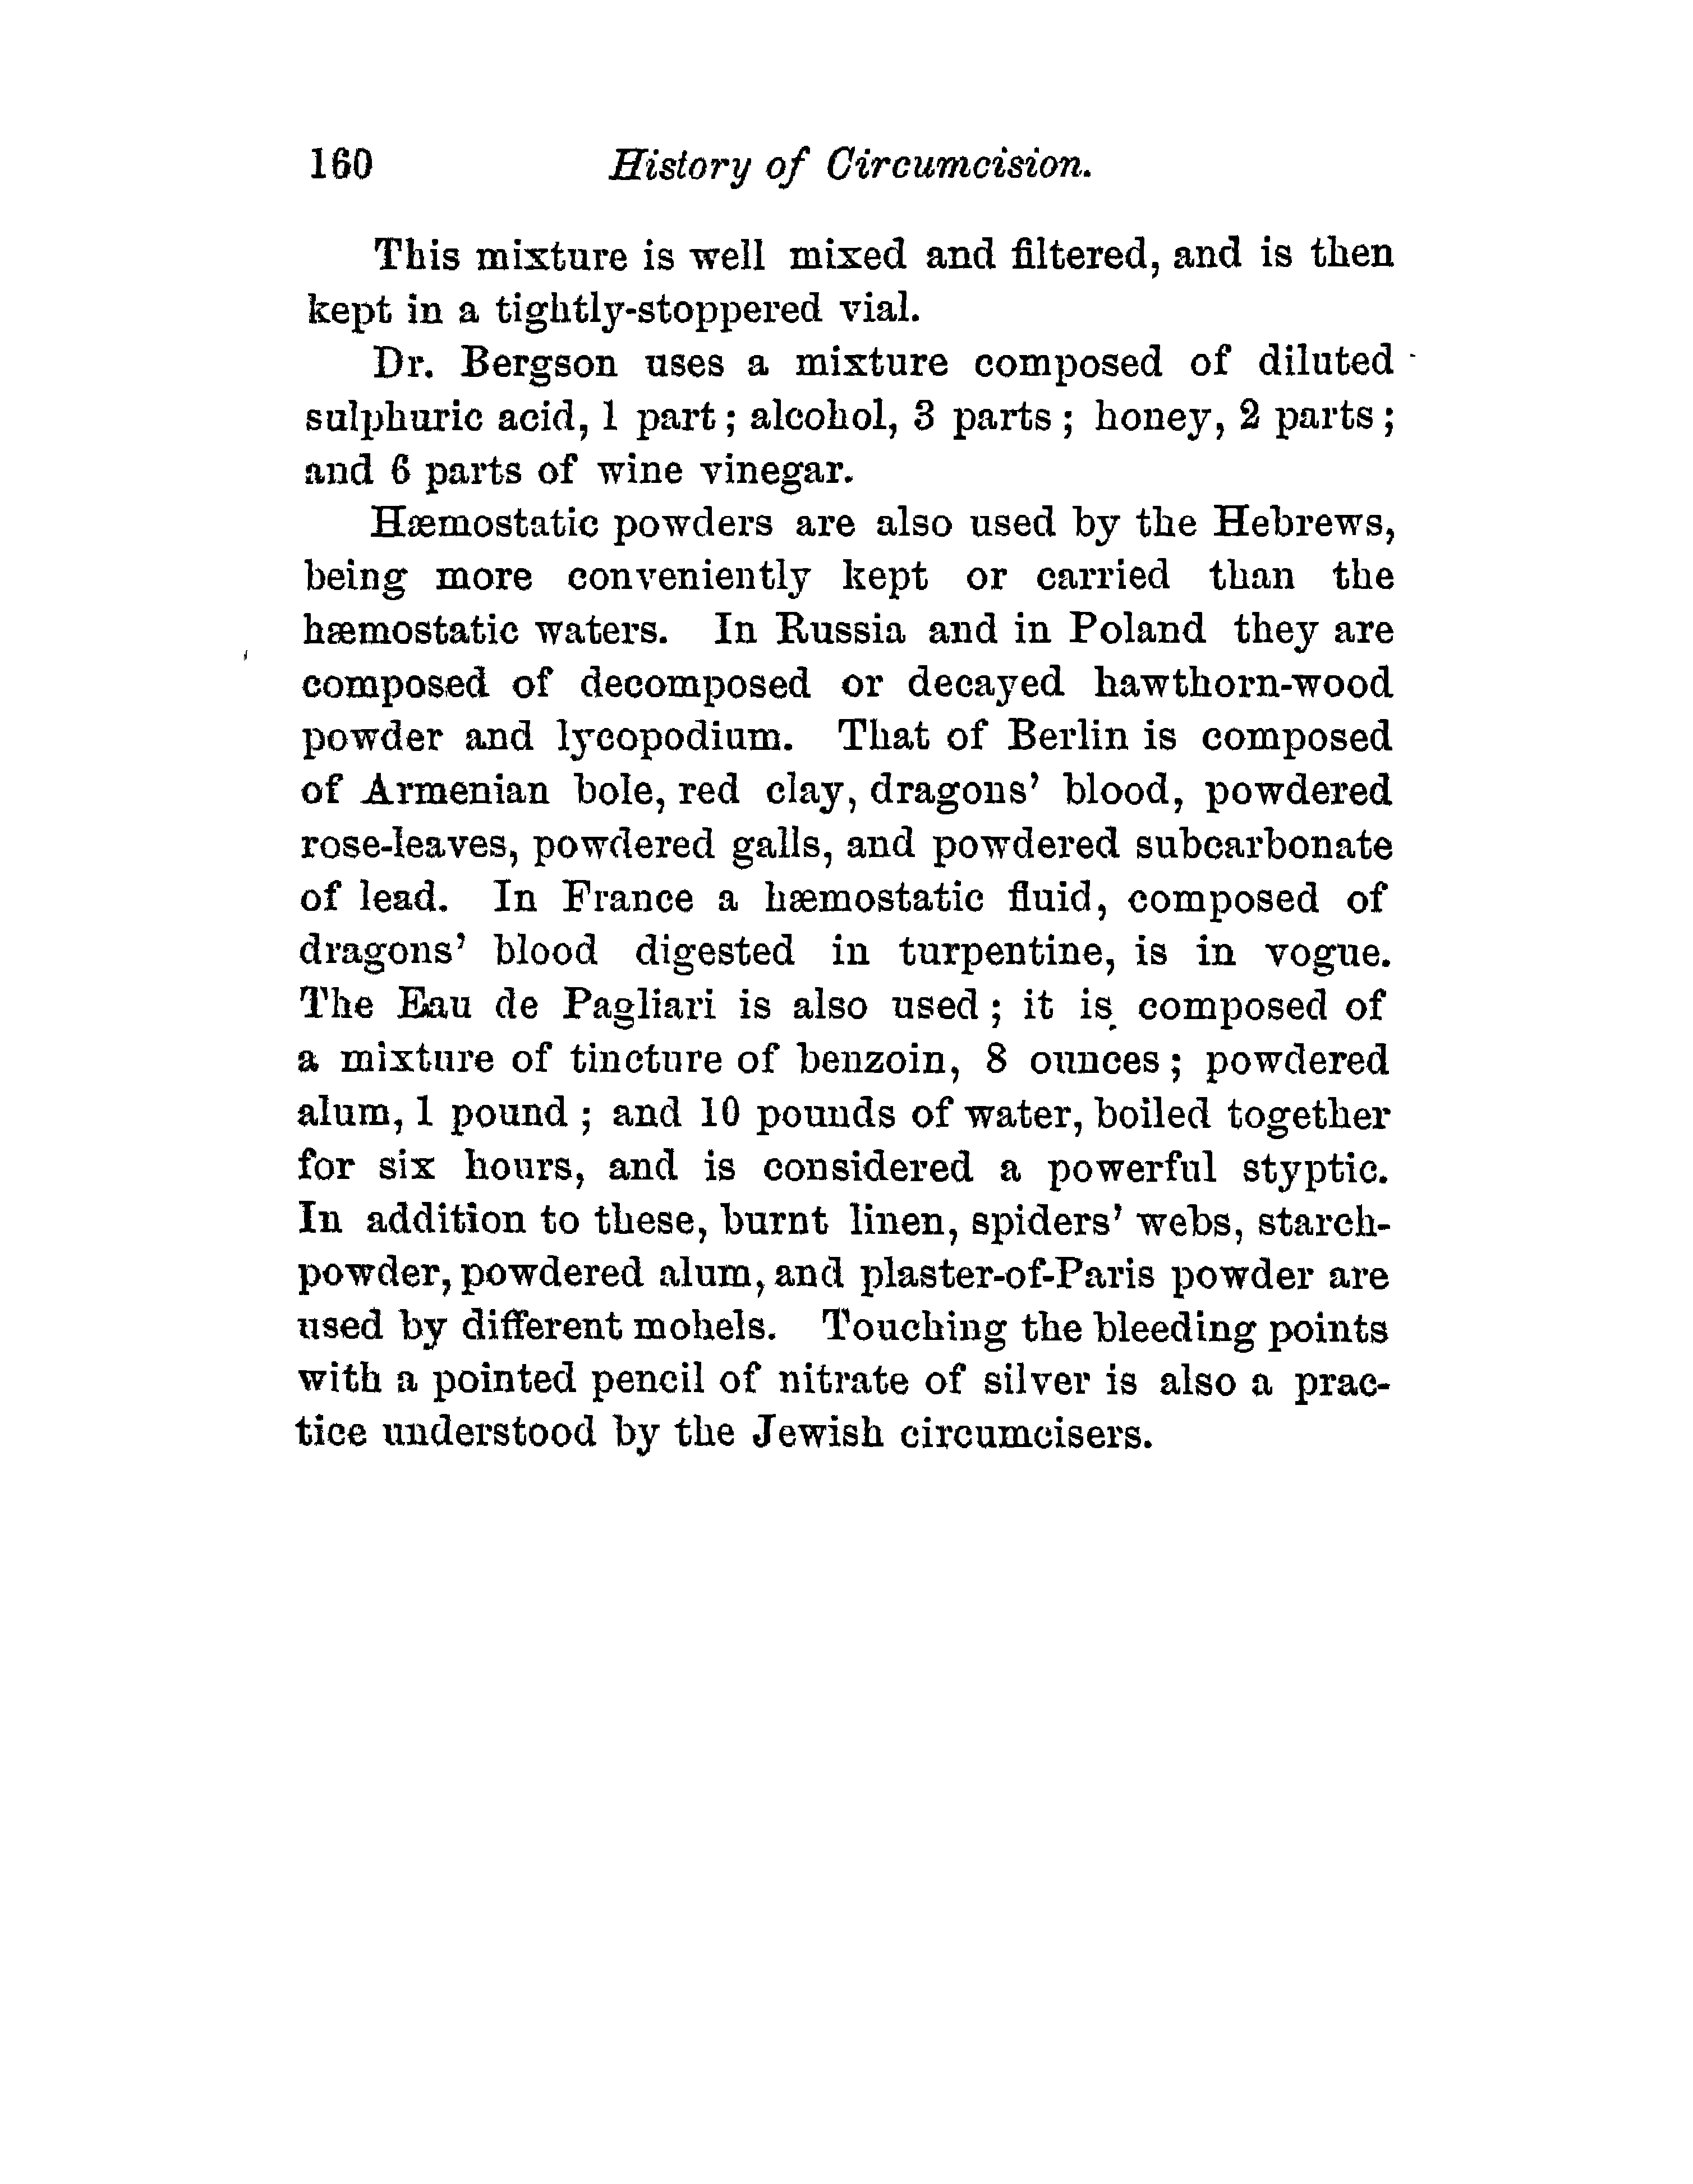 160 History of Circumcision.
This mixture is well mixed and filtered, and is then
kept in a tightly-stoppered vial.
Dr. Bergson uses a mixture composed of diluted
sulphuric acid, 1 part; alcohol, 3 parts; honey, 2 parts;
and 6 parts of wine vinegar.
Hæmostatic powders are also used by the Hebrews,
being more conveniently kept or carried than the
hæmostatic waters. In Russia and in Poland they are
composed of decomposed or decayed hawthorn-wood
powder and lycopodium. That of Berlin is composed
of Armenian bole, red clay, dragons' blood, powdered
rose-leaves, powdered galls, and powdered subcarbonate
of lead. In France a hæmostatic fluid, composed of
dragons' blood digested in turpentine, is in vogue.
The Eau de Pagliari is also used; it is composed of
a mixture of tincture of benzoin, 8 ounces; powdered
alum, 1 pound; and 10 pounds of water, boiled together
for six hours, and is considered a powerful styptic.
In addition to these, burnt linen, spiders' webs, starch-
powder, powdered alum, and plaster-of-Paris powder are
used by different mohels. Touching the bleeding points
with a pointed pencil of nitrate of silver is also a prac-
tice understood by the Jewish circumcisers.